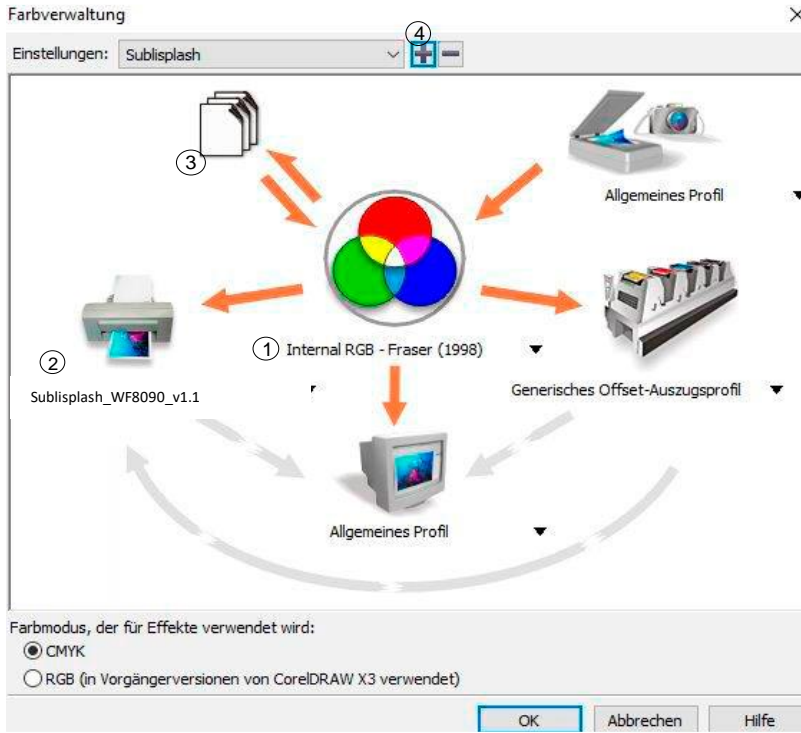 Farbverwaltung
Einstellungen: Sublisplash
4
3
Allgemeines Profil
1 Internal RGB - Fraser (1998)
2
Sublisplash_WF8090_v1.1
Generisches Offset-Auszugsprofil
Allgemeines Profil
Farbmodus, der für Effekte verwendet wird:
CMYK
RGB (in Vorgängerversionen von CorelDRAW X3 verwendet)
OK Abbrechen Hilfe